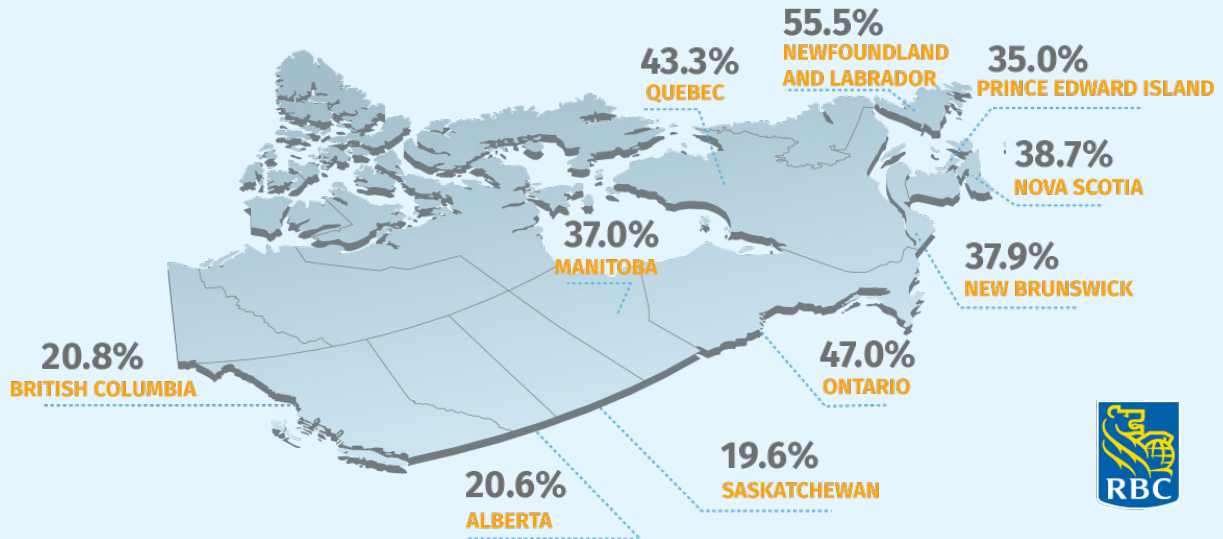 55.5%
NEWFOUNDLAND
AND LABRADOR
43.3%
QUEBEC
35.0%
PRINCE EDWARD ISLAND
38.7%
NOVA SCOTIA
37.0%
MANITOBA
37.9%
NEW BRUNSWICK
20.8%
BRITISH COLUMBIA
47.0%
ONTARIO
19.6%
SASKATCHEWAN
20.6%
ALBERTA
RBC